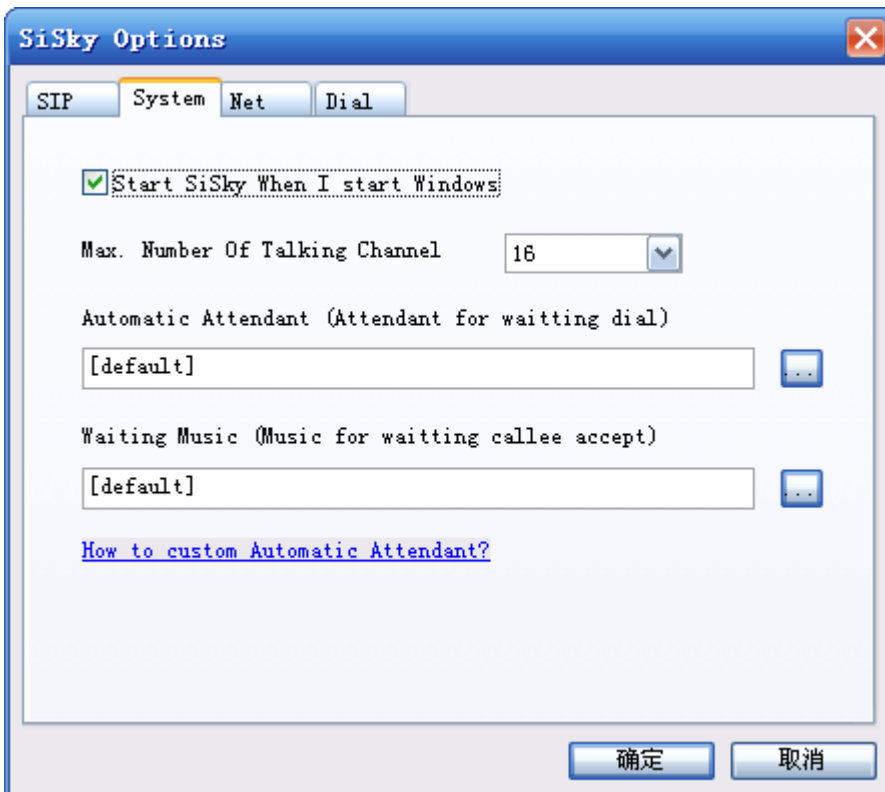 SiSky Options
SIP System Net Dial
Start SiSky When I start Windows
Max. Number Of Talking Channel 16
Automatic Attendant (Attendant for waitting dial)
[default] ...
Waiting Music (Music for waitting callee accept)
[default] ...
How to custom Automatic Attendant?
确定 取消